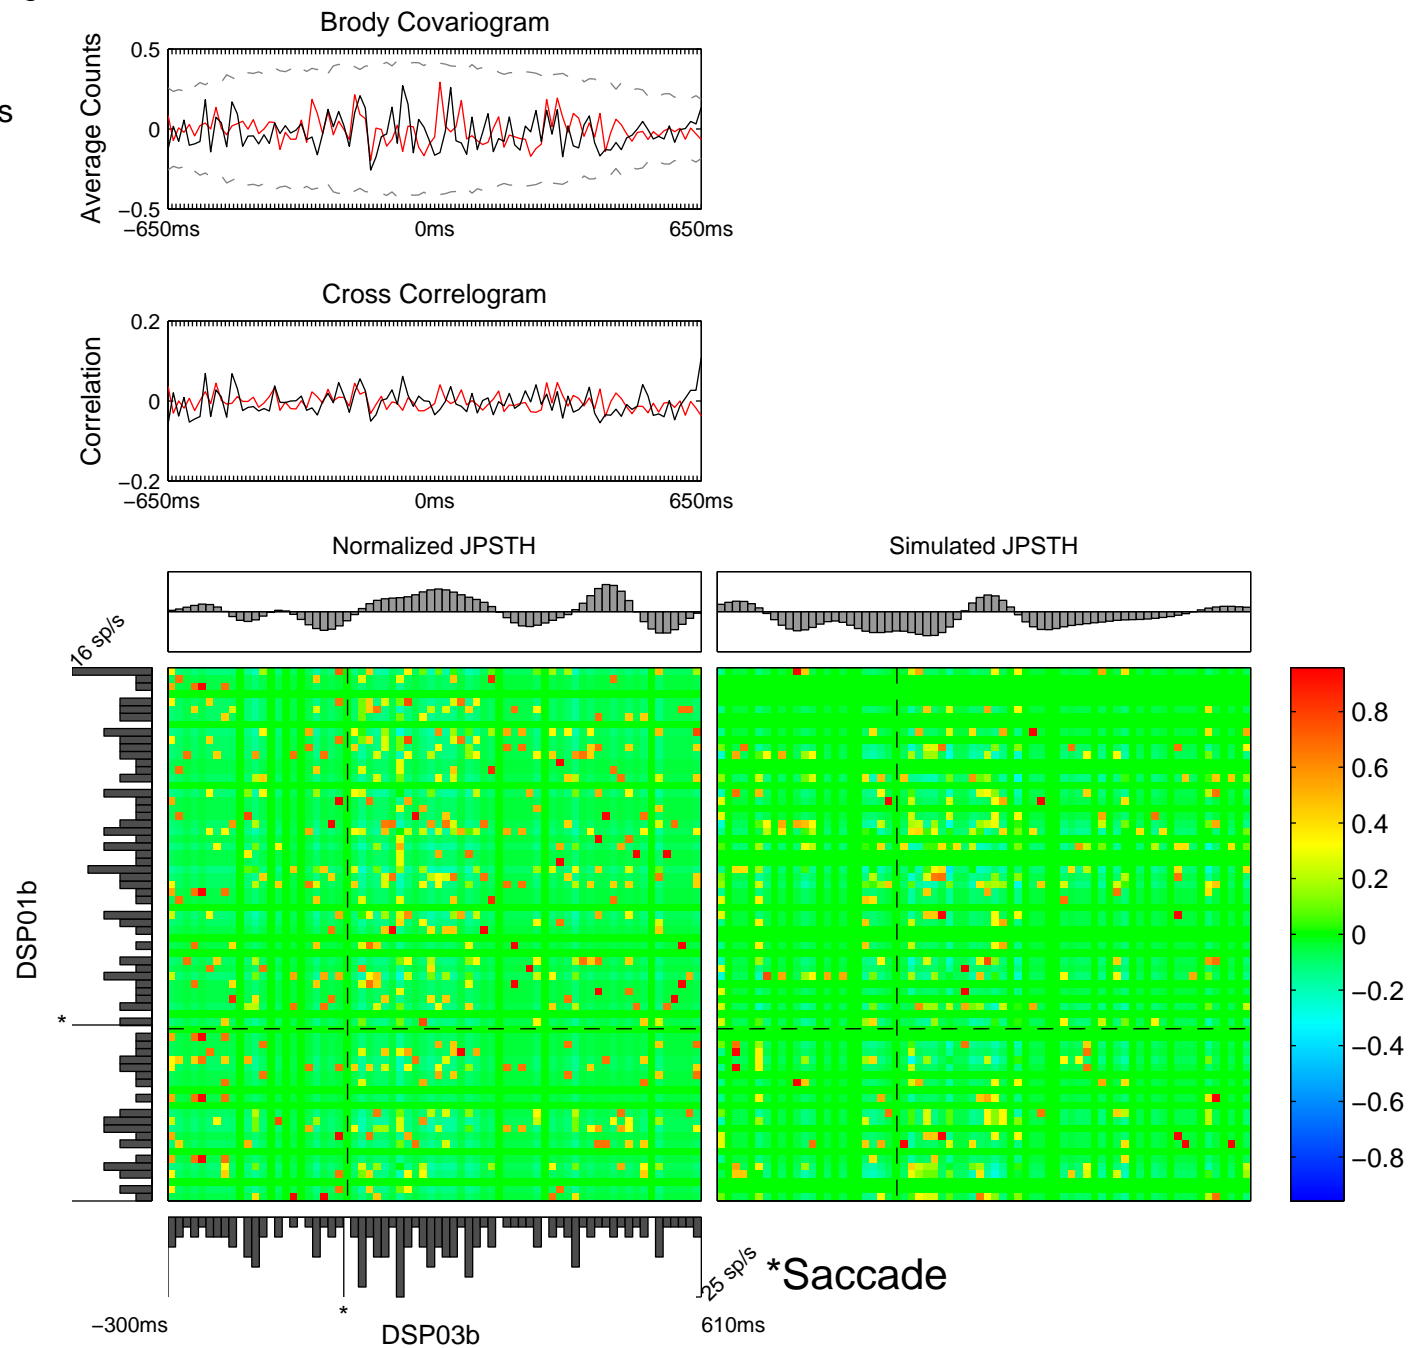 Brody Covariogram
Average Counts
0.5
0
−0.5
−650ms
0ms
650ms
s
Cross Correlogram
Correlation
0.2
0
−0.2
−650ms
0ms
650ms
Normalized JPSTH
Simulated JPSTH
16 sp/s
DSP01b
*
0.8
0.6
0.4
0.2
0
−0.2
−0.4
−0.6
−0.8
25 sp/s
*Saccade
*
−300ms
DSP03b
610ms